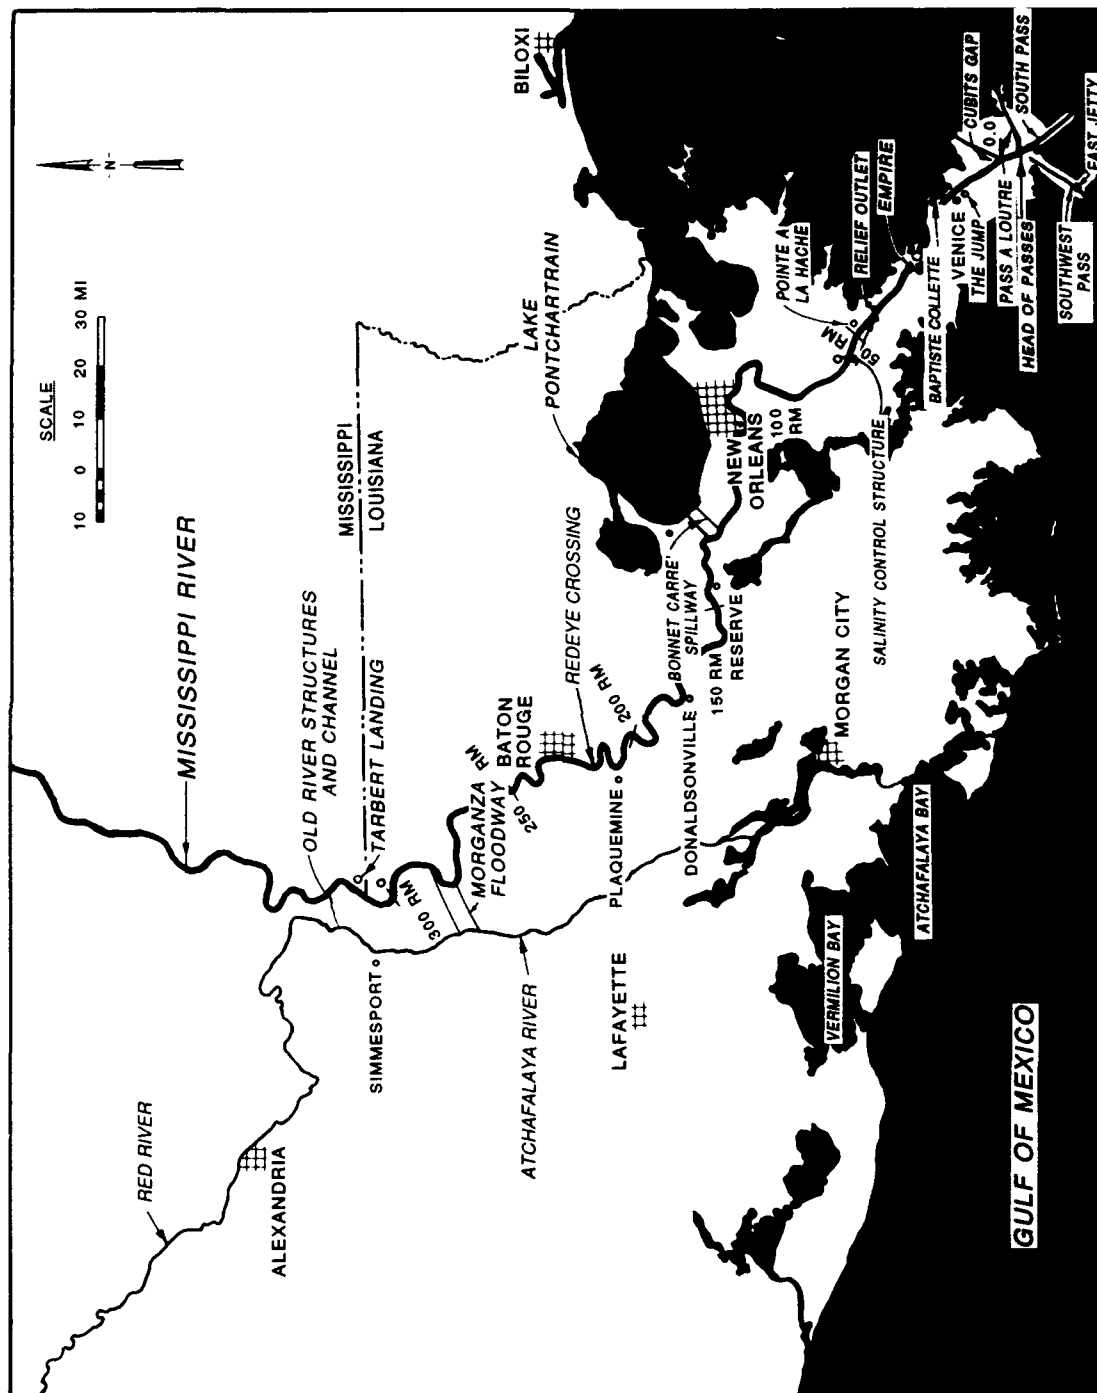 SCALE
10 0 10 20 30 MI
-N-
MISSISSIPPI RIVER
RED RIVER
ALEXANDRIA
OLD RIVER STRUCTURES
AND CHANNEL
TARBERT LANDING
MISSISSIPPI
LOUISIANA
SIMMESPORT
300 RM
MORGANZA
FLOODWAY
250 RM
BATON
ROUGE
ATCHAFALAYA RIVER
REDEYE CROSSING
200 RM
PLAQUEMINE
LAFAYETTE
DONALDSONVILLE
BONNET CARRE'
SPILLWAY
150 RM
RESERVE
LAKE
PONTCHARTRAIN
BILOXI
NEW
ORLEANS
100
RM
POINTE A
LA HACHE
50 RM
RELIEF OUTLET
EMPIRE
SALINITY CONTROL STRUCTURE
MORGAN CITY
VERMILION BAY
ATCHAFALAYA BAY
BAPTISTE COLLETTE
VENICE
THE JUMP
CUBITS GAP
0.0
PASS A LOUTRE
SOUTH PASS
HEAD OF PASSES
SOUTHWEST
PASS
EAST JETTY
GULF OF MEXICO